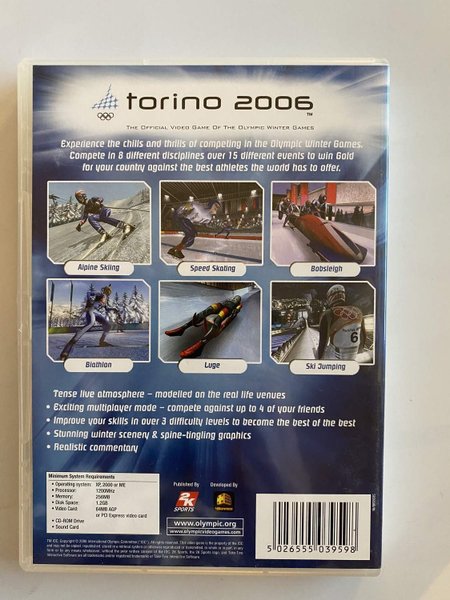 torino 2006
TM
The Official Video Game Of The Olympic Winter Games
Experience the chills and thrills of competing in the Olympic Winter Games.
Compete in 8 different disciplines over 15 different events to win Gold
for your country against the best athletes the world has to offer.
Alpine Skiing
Speed Skating
Bobsleigh
Biathlon
Luge
6
Ski Jumping
Tense live atmosphere – modelled on the real life venues
• Exciting multiplayer mode – compete against up to 4 of your friends
• Improve your skills in over 3 difficulty levels to become the best of the best
• Stunning winter scenery & spine-tingling graphics
• Realistic commentary
Minimum System Requirements
• Operating system: XP, 2000 or ME
• Processor: 1200MHz
• Memory: 256MB
• Disk Space: 1.2GB
• Video Card: 64MB AGP
or PCI Express video card
• CD-ROM Drive
• Sound Card
Published By
2K
SPORTS
Developed By
www.olympic.org
www.olympicvideogames.com
5 026555 039598